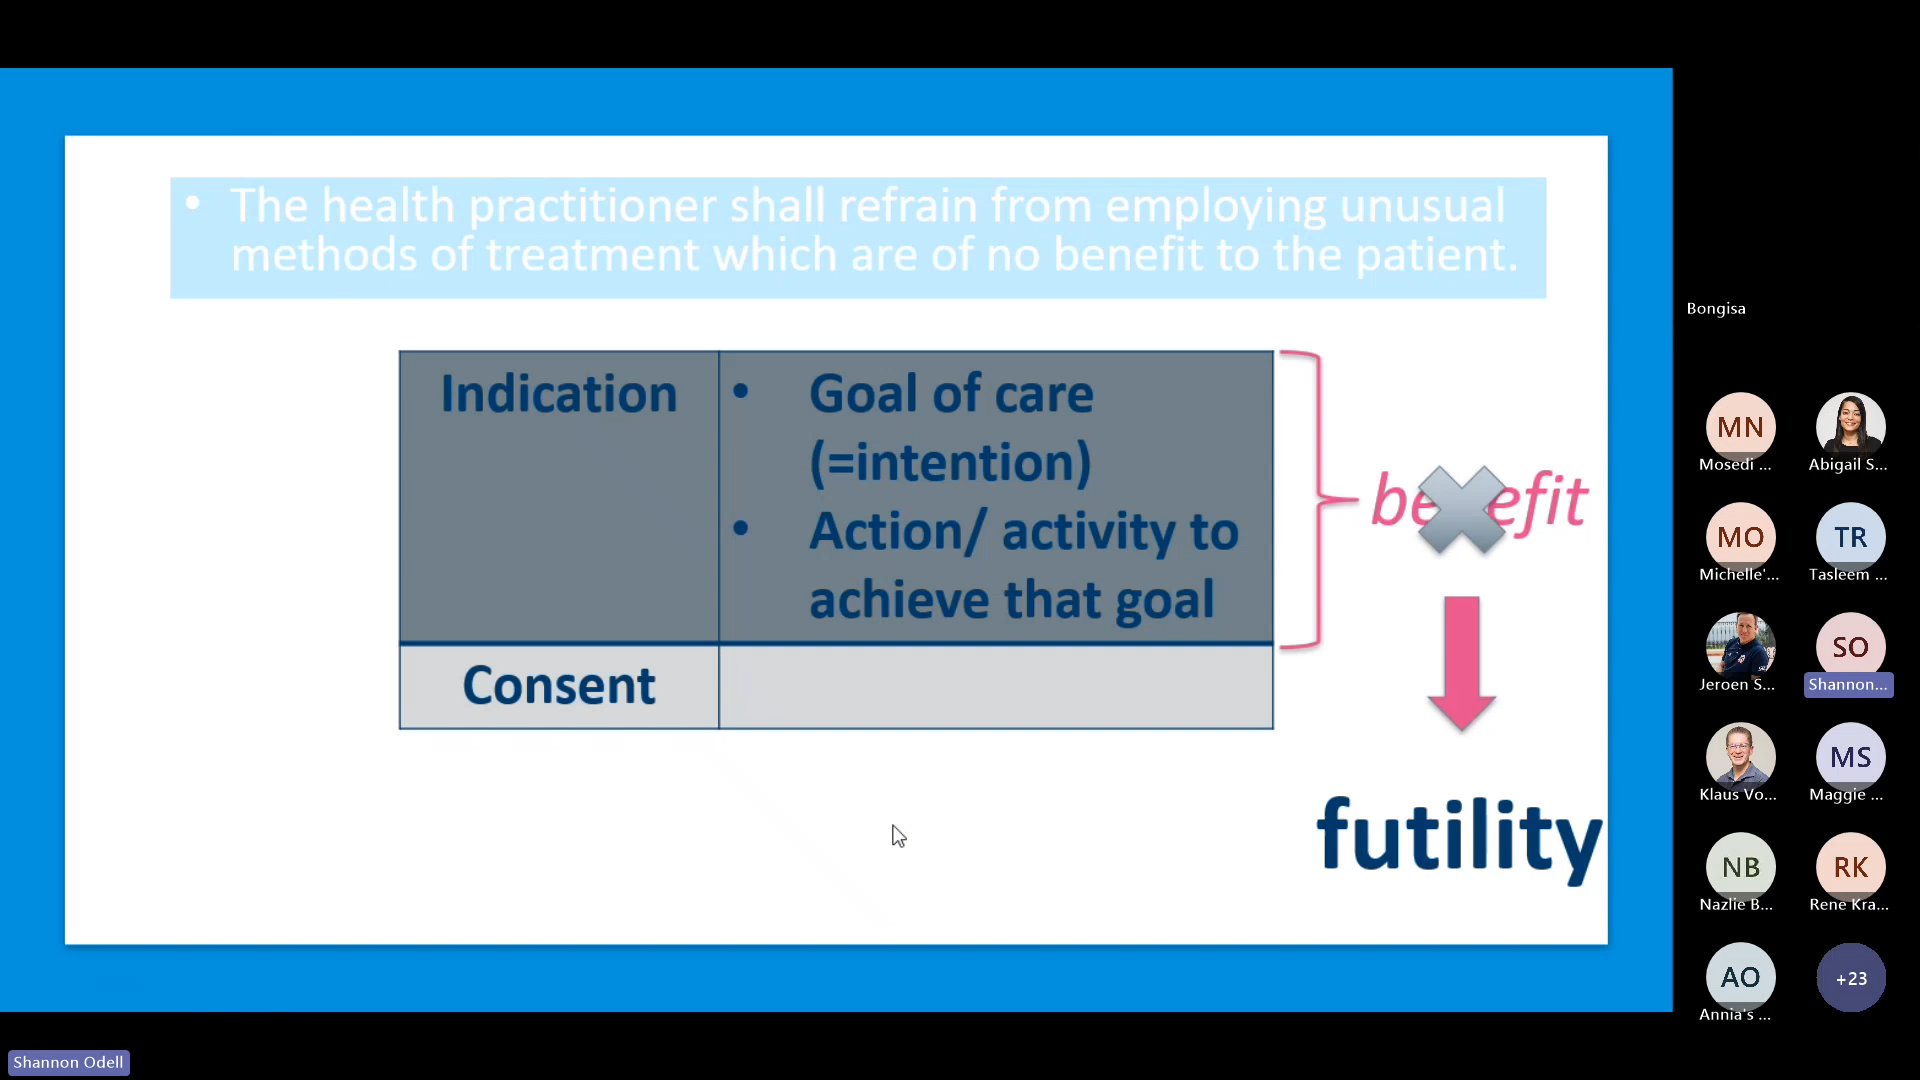 • The health practitioner shall refrain from employing unusual
methods of treatment which are of no benefit to the patient.
Indication
• Goal of care
(=intention)
• Action/ activity to
achieve that goal
Consent
benefit
futility
Bongisa
MN
Mosedi ...
Abigail S...
MO
Michelle'...
TR
Tasleem ...
Jeroen S...
SO
Shannon...
Klaus Vo...
MS
Maggie ...
NB
Nazlie B...
RK
Rene Kra...
AO
Annia's ...
+23
Shannon Odell